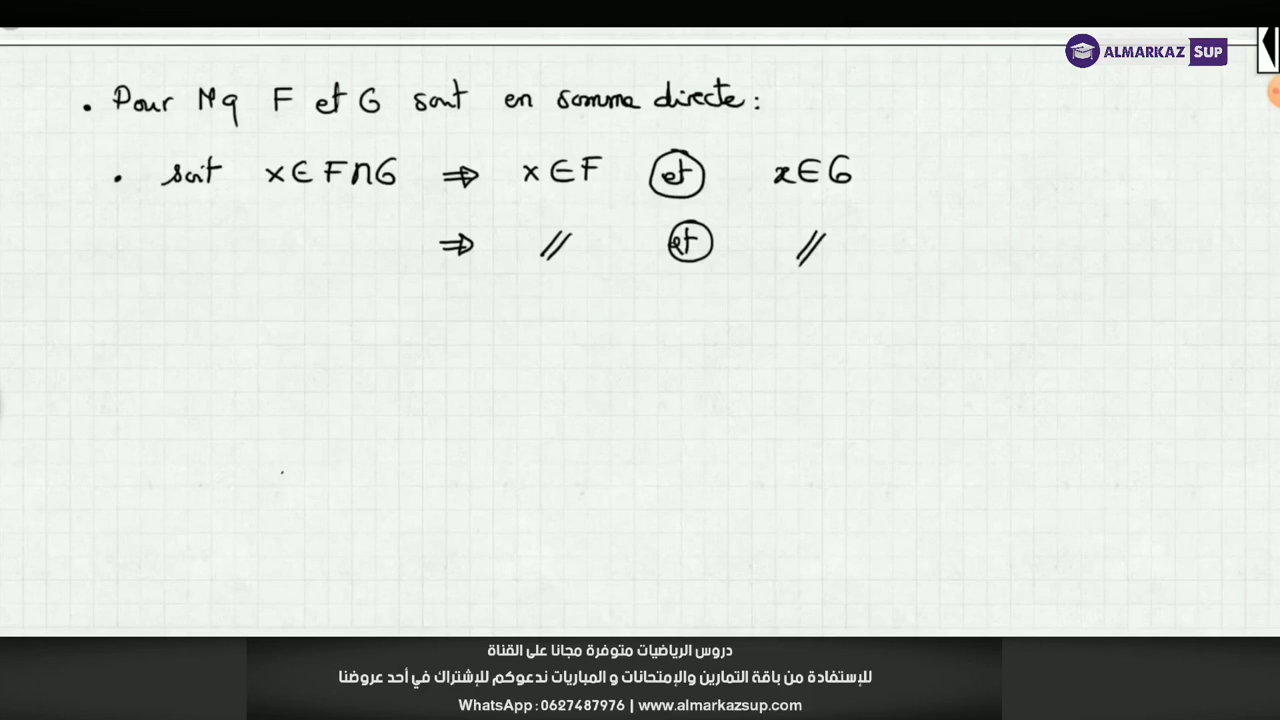 ALMARKAZ SUP
. Pour Mq F et G sont en somme directe :
. soit x ∈ F ∩ G ⇒ x ∈ F et x ∈ G
⇒ // et //
دروس الرياضيات متوفرة مجانا على القناة
للإستفادة من باقة التمارين والإمتحانات و المباريات ندعوكم للإشتراك في أحد عروضنا
WhatsApp : 0627487976 | www.almarkazsup.com